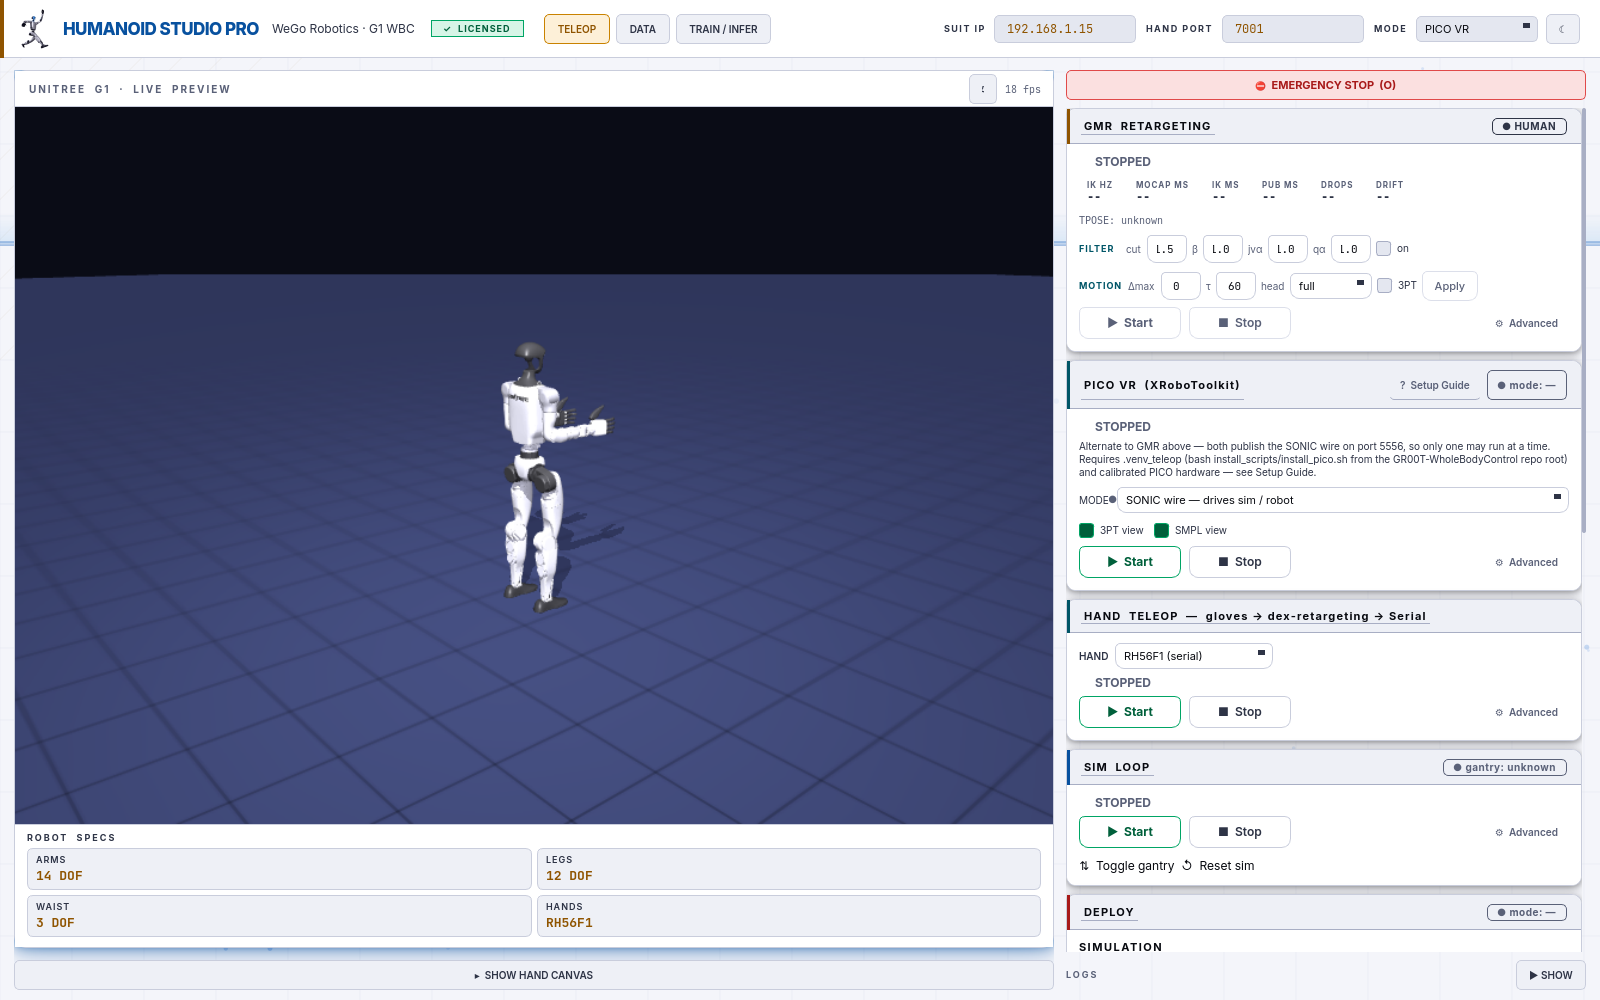 HUMANOID STUDIO PRO WeGo Robotics · G1 WBC ✓ LICENSED TELEOP DATA TRAIN / INFER SUIT IP 192.168.1.15 HAND PORT 7001 MODE PICO VR
UNITREE G1 · LIVE PREVIEW 18 fps
ROBOT SPECS
ARMS
14 DOF
LEGS
12 DOF
WAIST
3 DOF
HANDS
RH56F1
▸ SHOW HAND CANVAS
EMERGENCY STOP (O)
GMR RETARGETING ● HUMAN
STOPPED
IK HZ MOCAP MS IK MS PUB MS DROPS DRIFT
-- -- -- -- -- --
TPOSE: unknown
FILTER cut 1.5 β 1.0 jvα 1.0 qα 1.0 on
MOTION Δmax 0 τ 60 head full 3PT Apply
▶ Start ■ Stop ⚙ Advanced
PICO VR (XRoboToolkit) ? Setup Guide ● mode: —
STOPPED
Alternate to GMR above — both publish the SONIC wire on port 5556, so only one may run at a time.
Requires .venv_teleop (bash install_scripts/install_pico.sh from the GR00T-WholeBodyControl repo root)
and calibrated PICO hardware — see Setup Guide.
MODE SONIC wire — drives sim / robot
3PT view SMPL view
▶ Start ■ Stop ⚙ Advanced
HAND TELEOP — gloves → dex-retargeting → Serial
HAND RH56F1 (serial)
STOPPED
▶ Start ■ Stop ⚙ Advanced
SIM LOOP ● gantry: unknown
STOPPED
▶ Start ■ Stop ⚙ Advanced
⇅ Toggle gantry ↺ Reset sim
DEPLOY ● mode: —
SIMULATION
LOGS ▶ SHOW